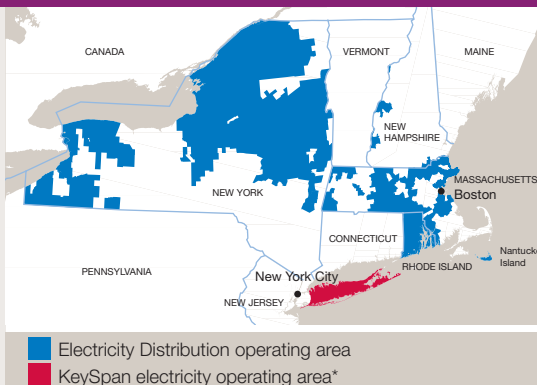 CANADA
VERMONT
MAINE
NEW
HAMPSHIRE
MASSACHUSETTS
Boston
NEW YORK
CONNECTICUT
Nantucket
Island
RHODE ISLAND
PENNSYLVANIA
New York City
NEW JERSEY
Electricity Distribution operating area
KeySpan electricity operating area*